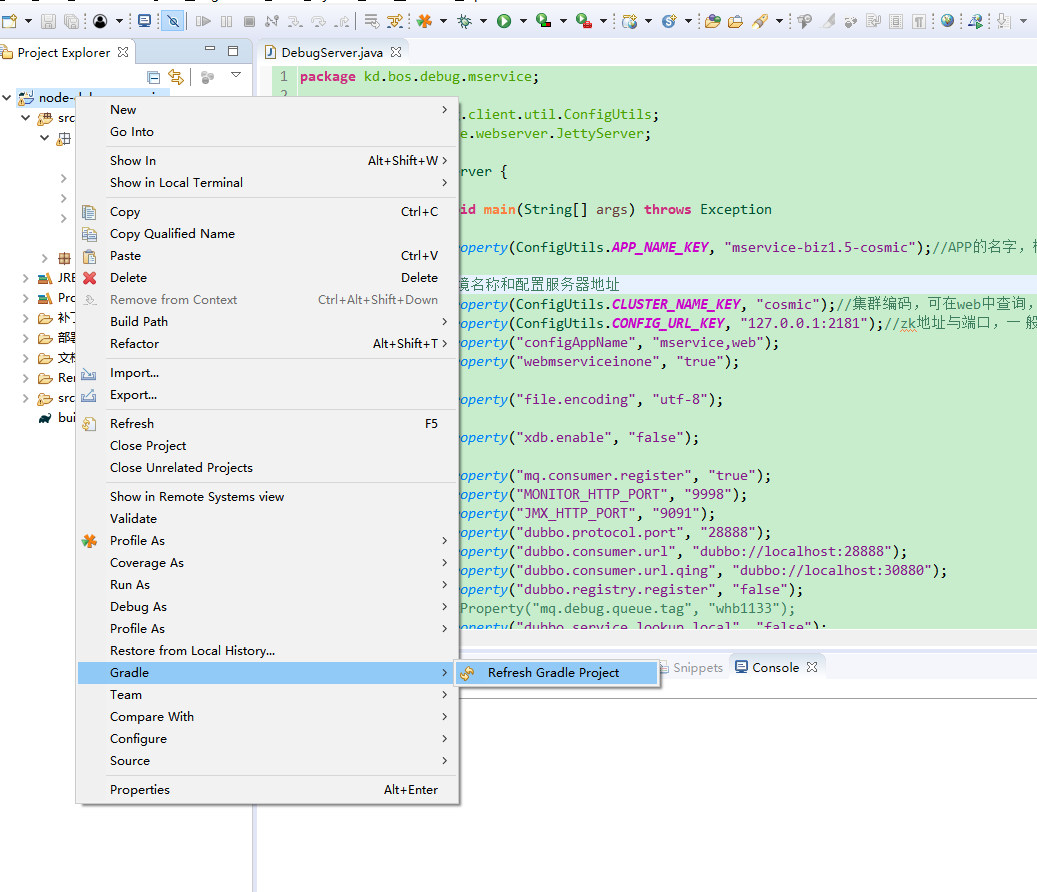 Project Explorer
DebugServer.java
node-
src
JRE
Pro
补丁
部署
文档
Re
src
bui
New
Go Into
Show In Alt+Shift+W
Show in Local Terminal
Copy Ctrl+C
Copy Qualified Name
Paste Ctrl+V
Delete Delete
Remove from Context Ctrl+Alt+Shift+Down
Build Path
Refactor Alt+Shift+T
Import...
Export...
Refresh F5
Close Project
Close Unrelated Projects
Show in Remote Systems view
Validate
Profile As
Coverage As
Run As
Debug As
Profile As
Restore from Local History...
Gradle
Team
Compare With
Configure
Source
Properties Alt+Enter
Refresh Gradle Project
1 package kd.bos.debug.mservice;
2
.client.util.ConfigUtils;
e.webserver.JettyServer;
rver {
id main(String[] args) throws Exception
operty(ConfigUtils.APP_NAME_KEY, "mservice-biz1.5-cosmic");//APP的名字,
境名称和配置服务器地址
operty(ConfigUtils.CLUSTER_NAME_KEY, "cosmic");//集群编码,可在web中查询,
operty(ConfigUtils.CONFIG_URL_KEY, "127.0.0.1:2181");//zk地址与端口,一般
operty("configAppName", "mservice,web");
operty("webmserviceinone", "true");
operty("file.encoding", "utf-8");
operty("xdb.enable", "false");
operty("mq.consumer.register", "true");
operty("MONITOR_HTTP_PORT", "9998");
operty("JMX_HTTP_PORT", "9091");
operty("dubbo.protocol.port", "28888");
operty("dubbo.consumer.url", "dubbo://localhost:28888");
operty("dubbo.consumer.url.qing", "dubbo://localhost:30880");
operty("dubbo.registry.register", "false");
Property("mq.debug.queue.tag", "whb1133");
operty("dubbo.service.lookup.local", "false");
Snippets
Console